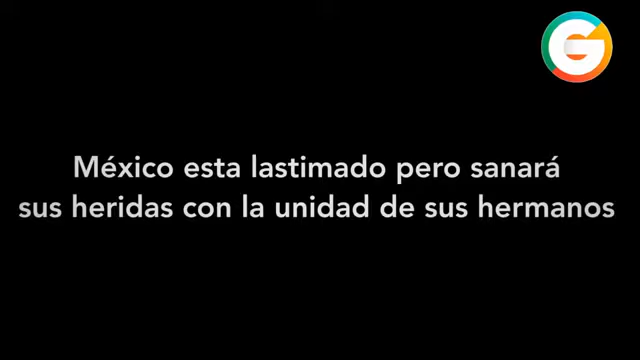 G
México esta lastimado pero sanará
sus heridas con la unidad de sus hermanos